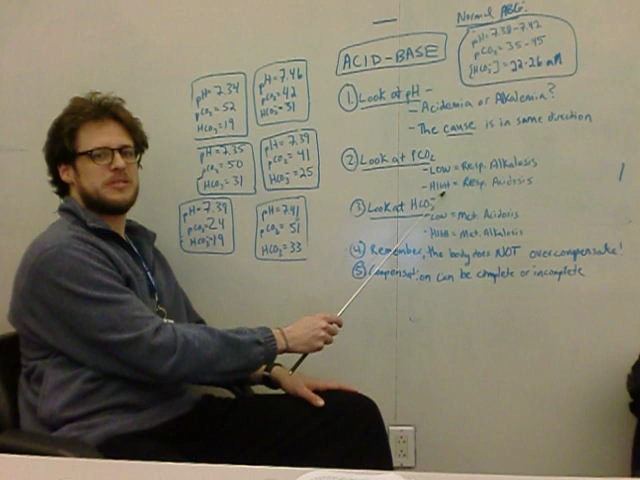 Normal ABG:
pH=7.38-7.42
pCO₂=35-45
[HCO₃⁻]=22-26 mM
ACID-BASE
① Look at pH-
- Acidemia or Alkalemia?
- The cause is in same direction
② Look at PCO₂
- Low = Resp. Alkalosis
- HIGH = Resp. Acidosis
③ Look at HCO₃⁻
- Low = Met. Acidosis
- HIGH = Met. Alkalosis
④ Remember, the body does NOT overcompensate!
⑤ Compensation can be complete or incomplete
pH=7.34
pCO₂=52
HCO₃⁻=19
pH=7.46
pCO₂=42
HCO₃⁻=31
pH=7.35
pCO₂=50
HCO₃⁻=31
pH=7.39
pCO₂=41
HCO₃⁻=25
pH=7.39
pCO₂=24
HCO₃⁻=19
pH=7.41
pCO₂=51
HCO₃⁻=33